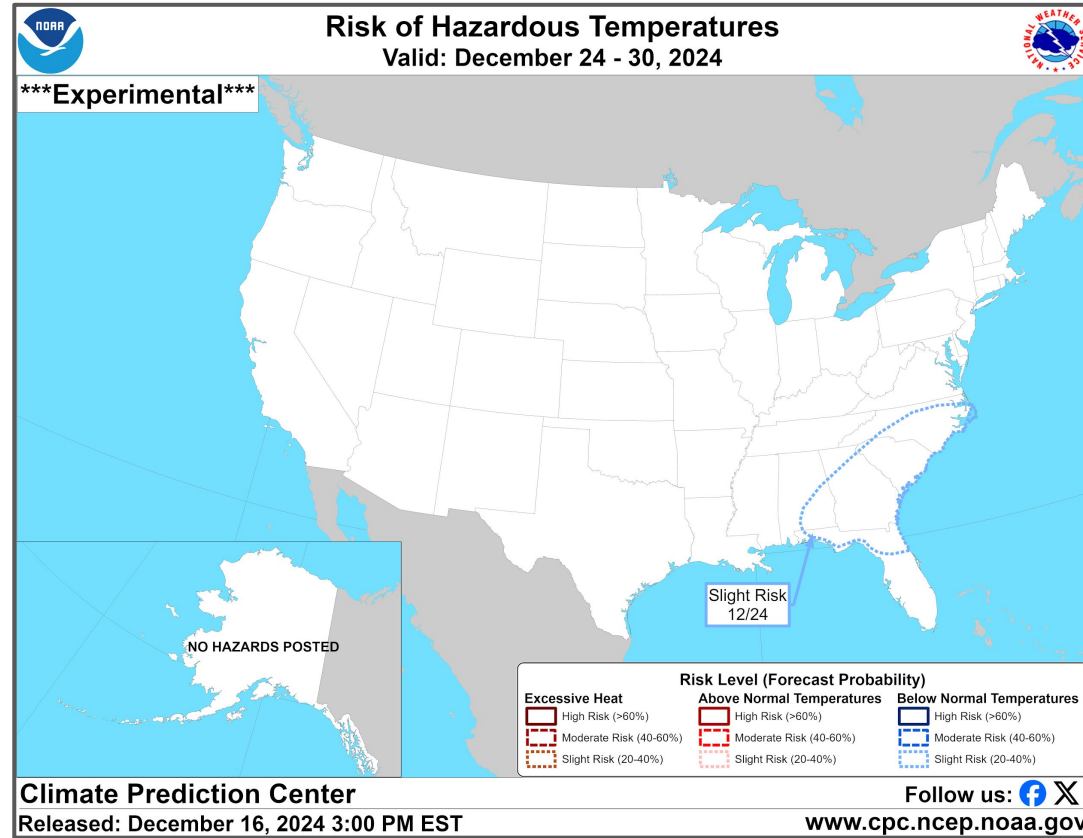 NOAA
Risk of Hazardous Temperatures
Valid: December 24 - 30, 2024
NATIONAL WEATHER SERVICE
***Experimental***
Slight Risk
12/24
NO HAZARDS POSTED
Risk Level (Forecast Probability)
Excessive Heat
High Risk (>60%)
Moderate Risk (40-60%)
Slight Risk (20-40%)
Above Normal Temperatures
High Risk (>60%)
Moderate Risk (40-60%)
Slight Risk (20-40%)
Below Normal Temperatures
High Risk (>60%)
Moderate Risk (40-60%)
Slight Risk (20-40%)
Climate Prediction Center
Follow us:
Released: December 16, 2024 3:00 PM EST
www.cpc.ncep.noaa.gov